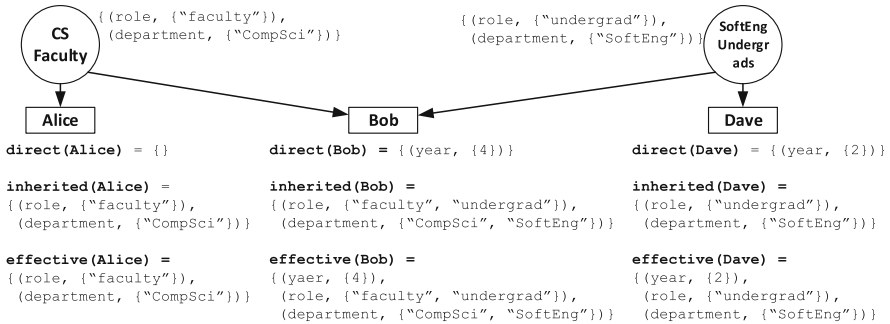 CS
Faculty
{(role, {“faculty”}),
(department, {“CompSci”})}
{(role, {“undergrad”}),
(department, {“SoftEng”})}
SoftEng
Undergr
ads
Alice
Bob
Dave
direct(Alice) = {}
inherited(Alice) =
{(role, {“faculty”}),
(department, {“CompSci”})}
effective(Alice) =
{(role, {“faculty”}),
(department, {“CompSci”})}
direct(Bob) = {(year, {4})}
inherited(Bob) =
{(role, {“faculty”, “undergrad”}),
(department, {“CompSci”, “SoftEng”})}
effective(Bob) =
{(yaer, {4}),
(role, {“faculty”, “undergrad”}),
(department, {“CompSci”, “SoftEng”})}
direct(Dave) = {(year, {2})}
inherited(Dave) =
{(role, {“undergrad”}),
(department, {“SoftEng”})}
effective(Dave) =
{(year, {2}),
(role, {“undergrad”}),
(department, {“SoftEng”})}